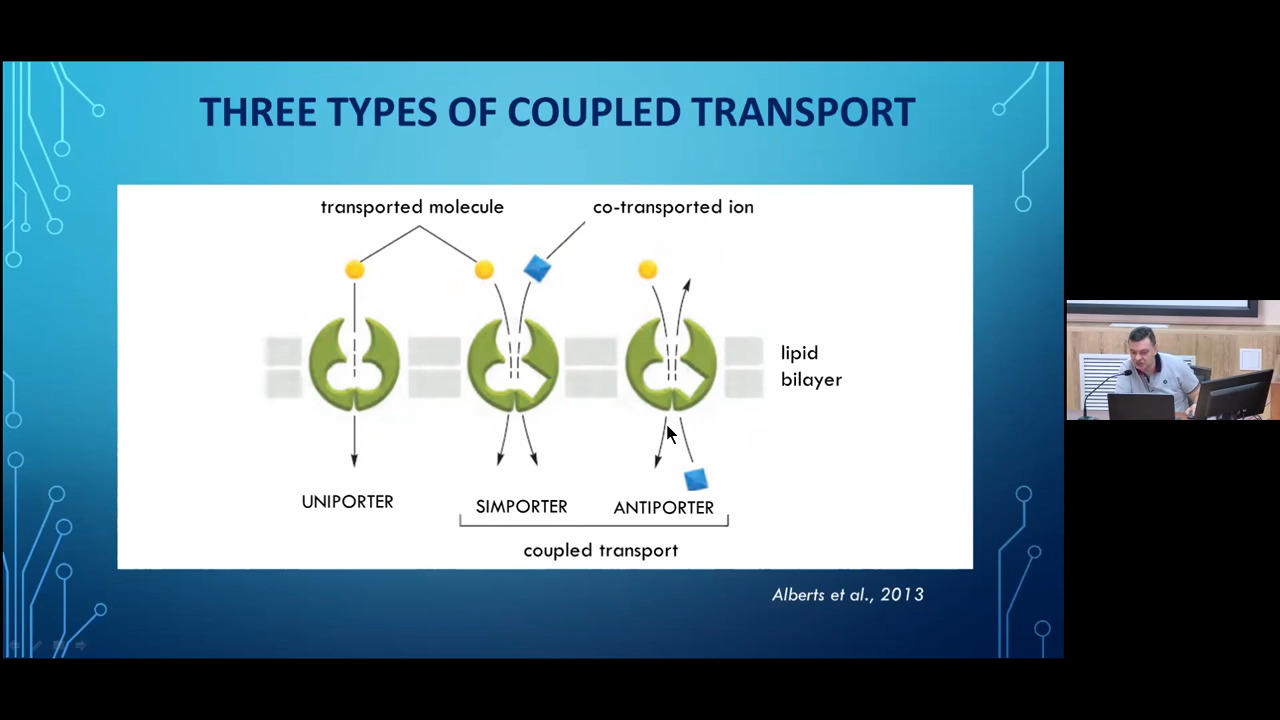 THREE TYPES OF COUPLED TRANSPORT
transported molecule
co-transported ion
lipid
bilayer
UNIPORTER
SIMPORTER
ANTIPORTER
coupled transport
Alberts et al., 2013